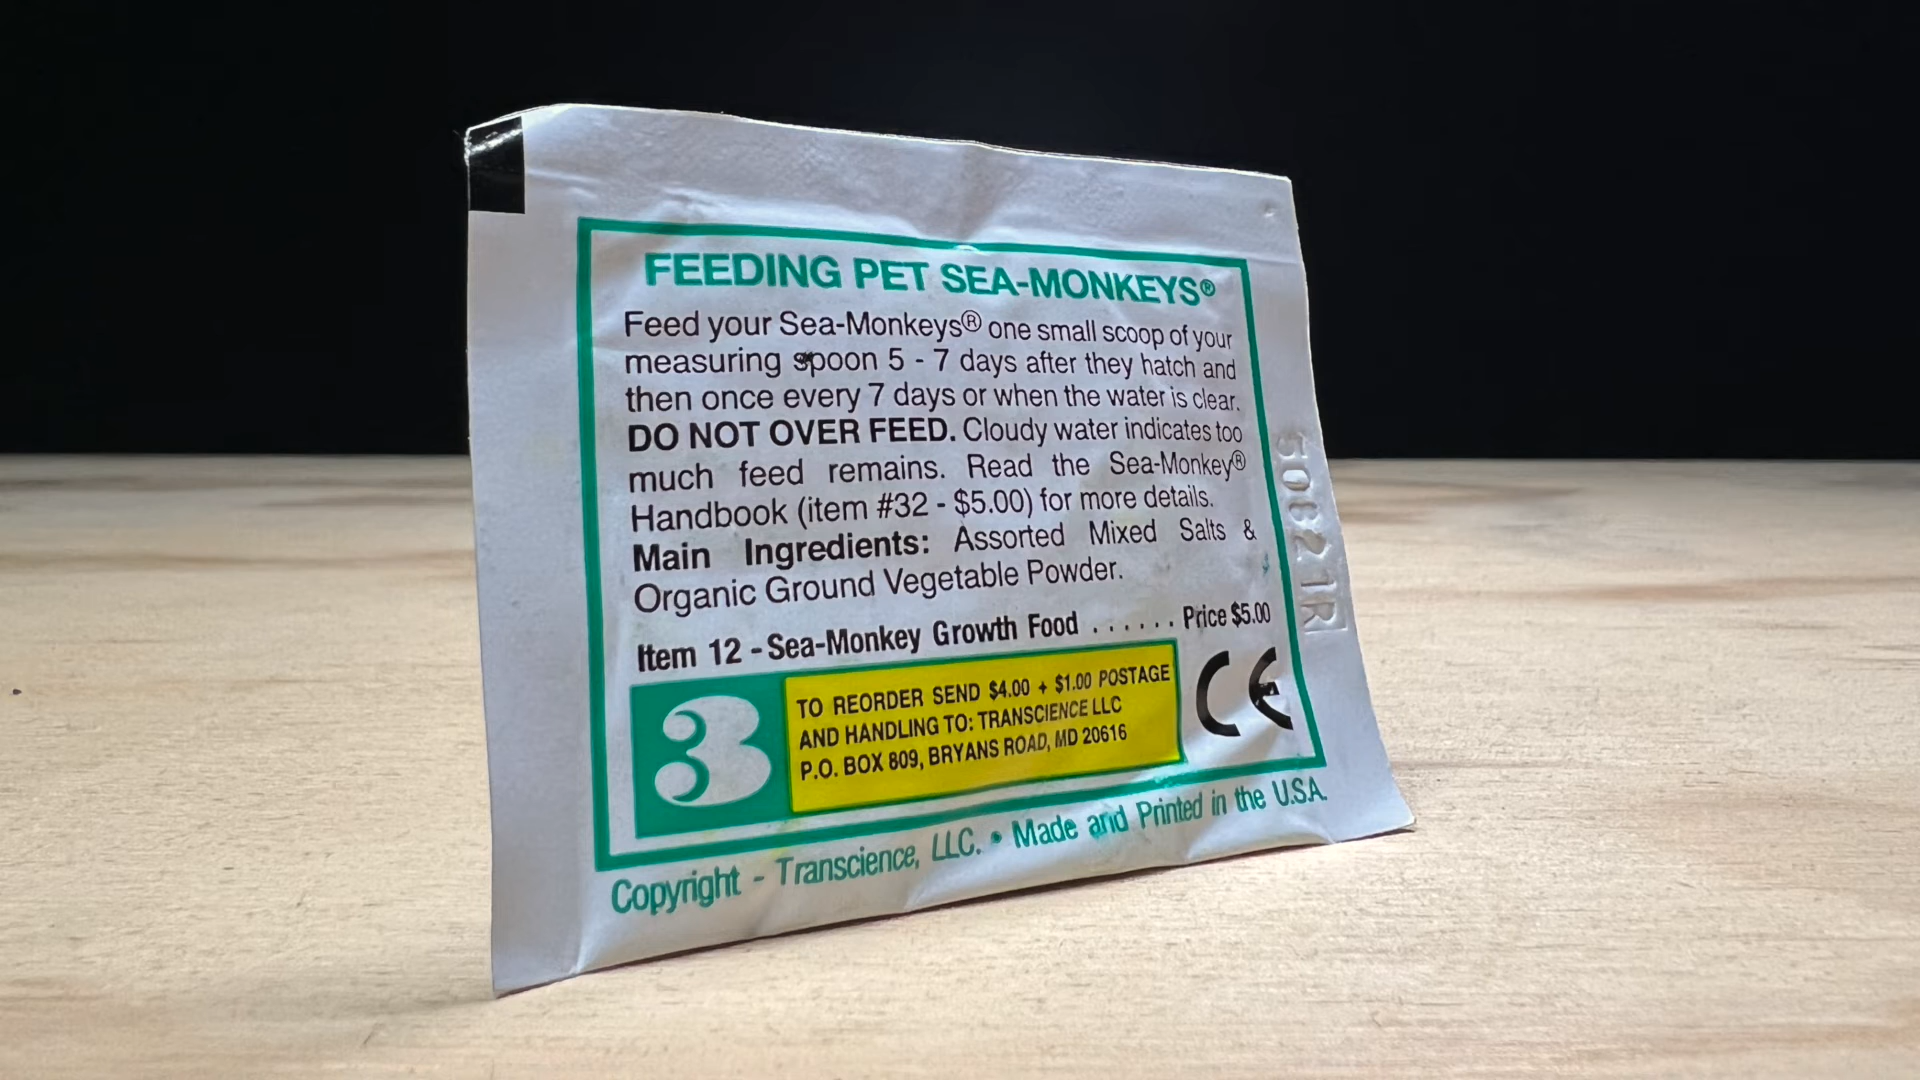 FEEDING PET SEA-MONKEYS®
Feed your Sea-Monkeys® one small scoop of your
measuring spoon 5 - 7 days after they hatch and
then once every 7 days or when the water is clear.
DO NOT OVER FEED. Cloudy water indicates too
much feed remains. Read the Sea-Monkey®
Handbook (item #32 - $5.00) for more details.
Main Ingredients: Assorted Mixed Salts &
Organic Ground Vegetable Powder.
Item 12 - Sea-Monkey Growth Food ...... Price $5.00
3
TO REORDER SEND $4.00 + $1.00 POSTAGE
AND HANDLING TO: TRANSCIENCE LLC
P.O. BOX 809, BRYANS ROAD, MD 20616
CE
Copyright - Transcience, LLC. • Made and Printed in the U.S.A.